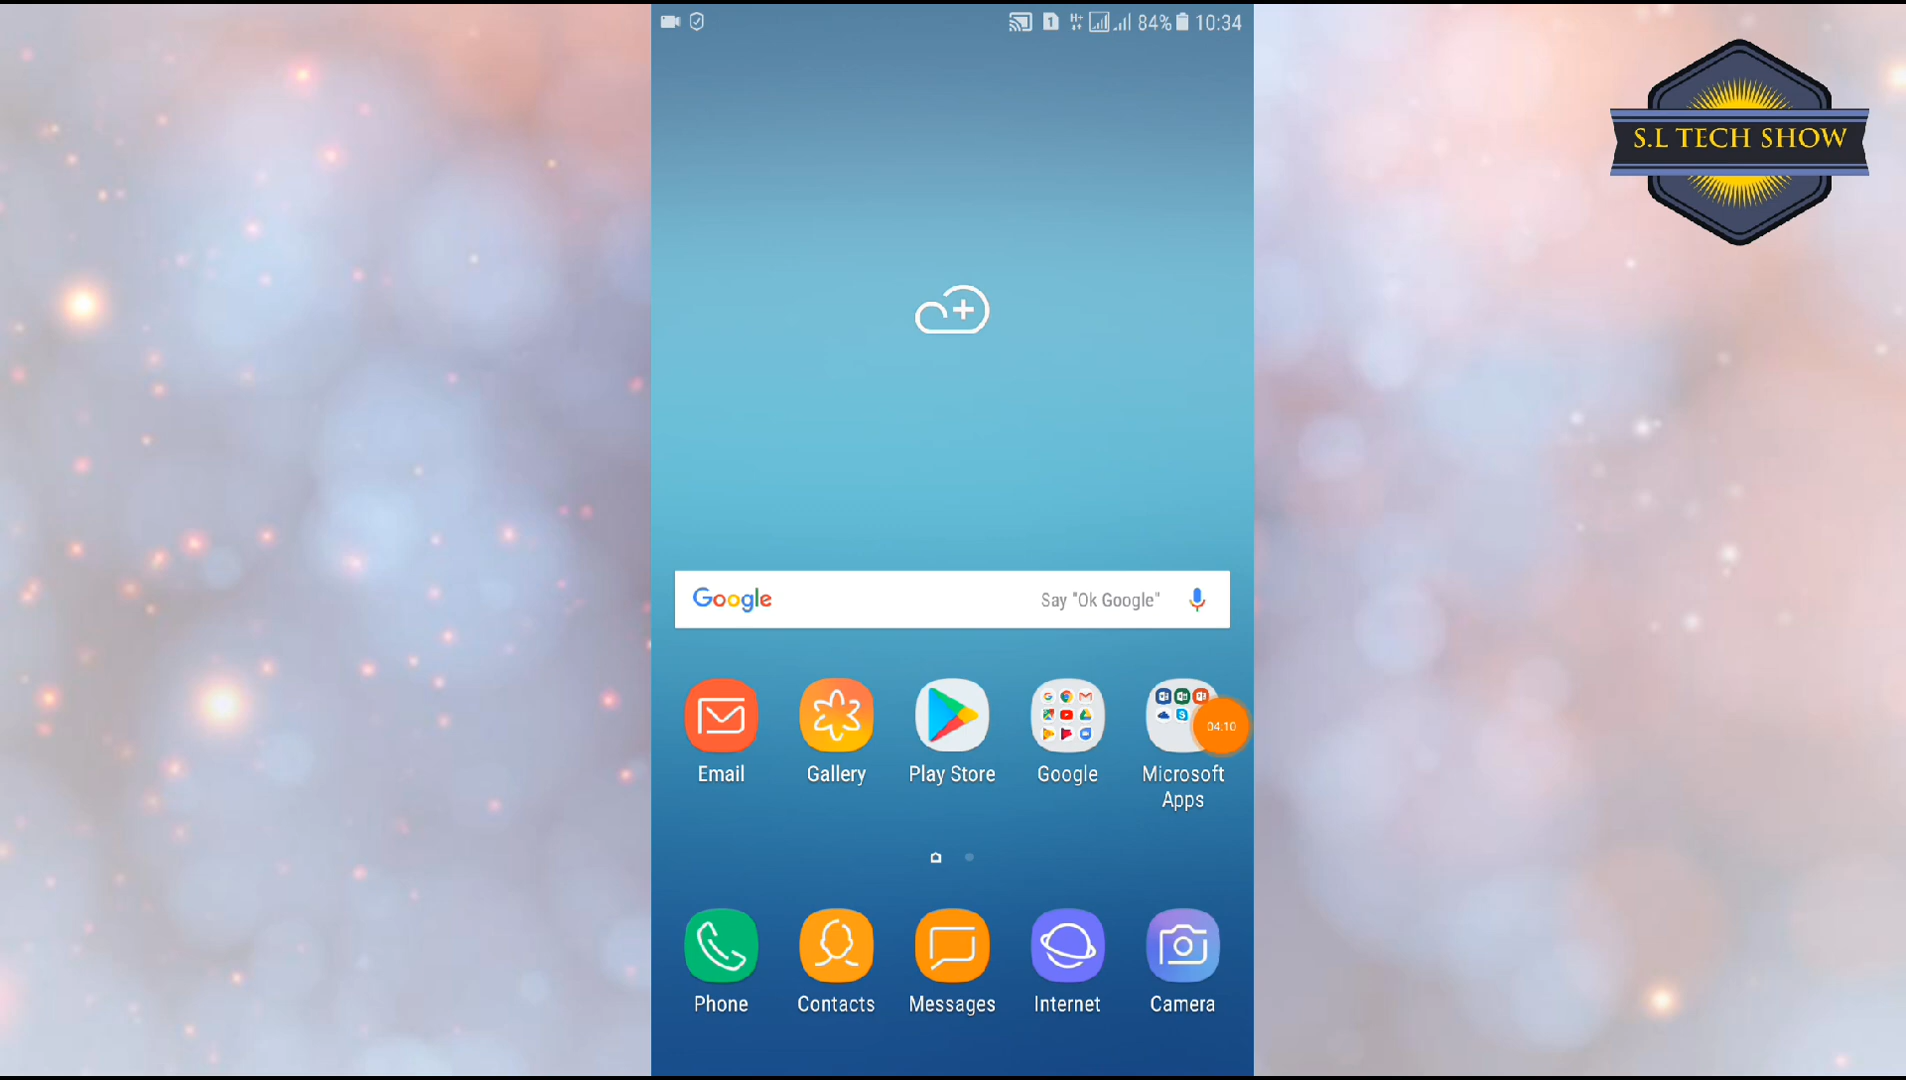 84% 10:34
S.L TECH SHOW
Google Say "Ok Google"
04:10
Email Gallery Play Store Google Microsoft Apps
Phone Contacts Messages Internet Camera